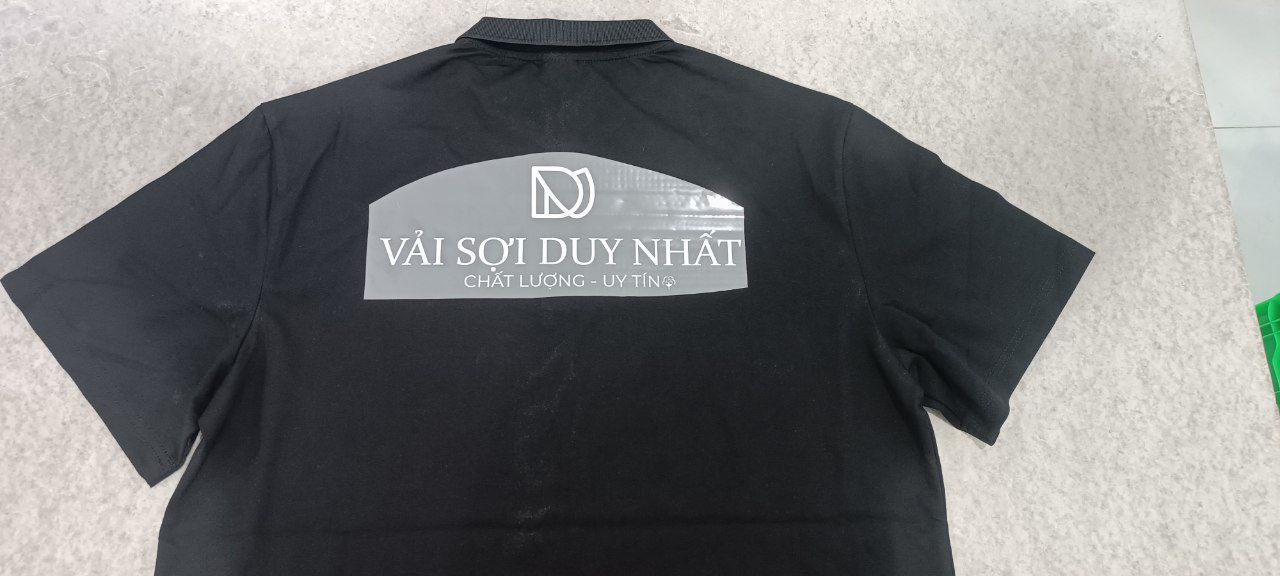 VẢI SỢI DUY NHẤT
CHẤT LƯỢNG - UY TÍN